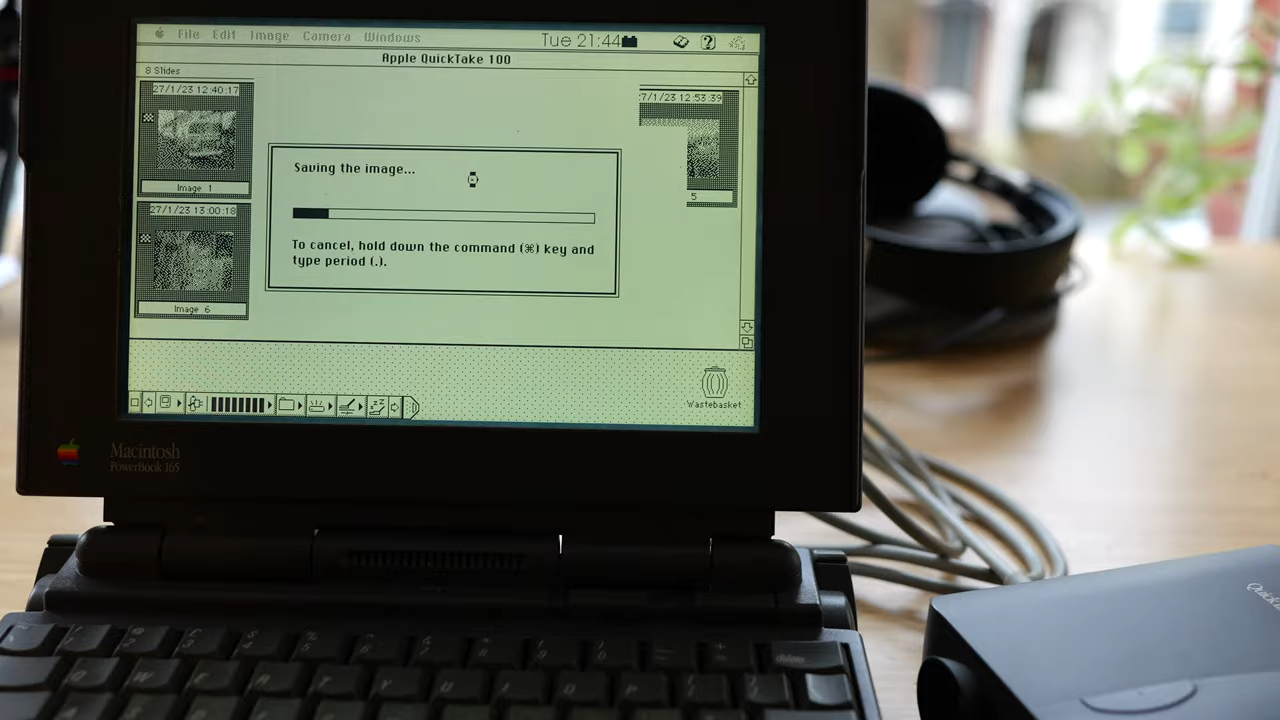 File Edit Image Camera Windows
Tue 21:44
Apple QuickTake 100
8 Slides
27/1/23 12:40:17
7/1/23 12:53:39
Saving the image...
Image 1
5
27/1/23 13:00:18
To cancel, hold down the command (⌘) key and
type period (.).
Image 6
Wastebasket
Macintosh
PowerBook 165